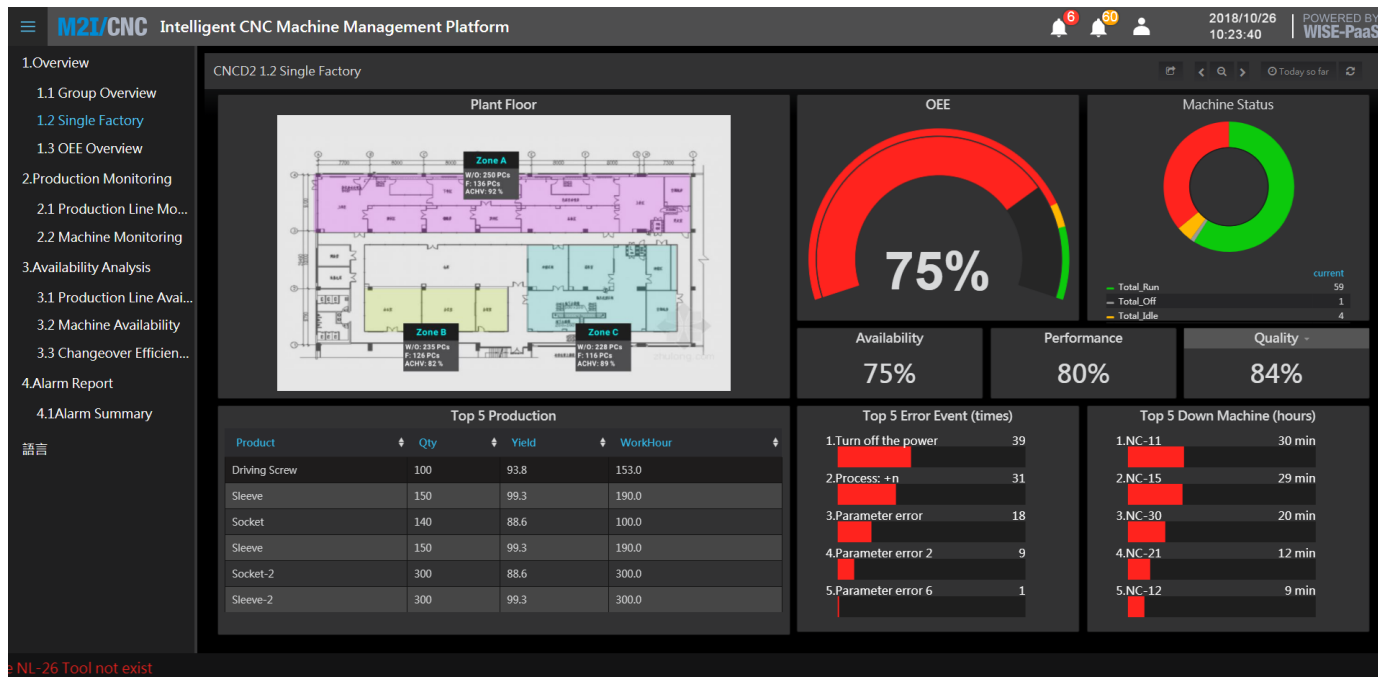 M2I/CNC Intelligent CNC Machine Management Platform
6
60
2018/10/26
10:23:40
POWERED BY
WISE-PaaS
1.Overview
1.1 Group Overview
1.2 Single Factory
1.3 OEE Overview
2.Production Monitoring
2.1 Production Line Mo...
2.2 Machine Monitoring
3.Availability Analysis
3.1 Production Line Avai...
3.2 Machine Availability
3.3 Changeover Efficien...
4.Alarm Report
4.1Alarm Summary
語言
CNCD2 1.2 Single Factory
Today so far
Plant Floor
Zone A
W/O: 250 PCs
F: 136 PCs
ACHV: 92 %
Zone B
W/O: 235 PCs
F: 126 PCs
ACHV: 82 %
Zone C
W/O: 228 PCs
F: 116 PCs
ACHV: 89 %
zhulong.com
OEE
75%
Machine Status
current
Total_Run 59
Total_Off 1
Total_Idle 4
Availability
75%
Performance
80%
Quality
84%
Top 5 Production
Product Qty Yield WorkHour
Driving Screw 100 93.8 153.0
Sleeve 150 99.3 190.0
Socket 140 88.6 100.0
Sleeve 150 99.3 190.0
Socket-2 300 88.6 300.0
Sleeve-2 300 99.3 300.0
Top 5 Error Event (times)
1.Turn off the power 39
2.Process: +n 31
3.Parameter error 18
4.Parameter error 2 9
5.Parameter error 6 1
Top 5 Down Machine (hours)
1.NC-11 30 min
2.NC-15 29 min
3.NC-30 20 min
4.NC-21 12 min
5.NC-12 9 min
e NL-26 Tool not exist